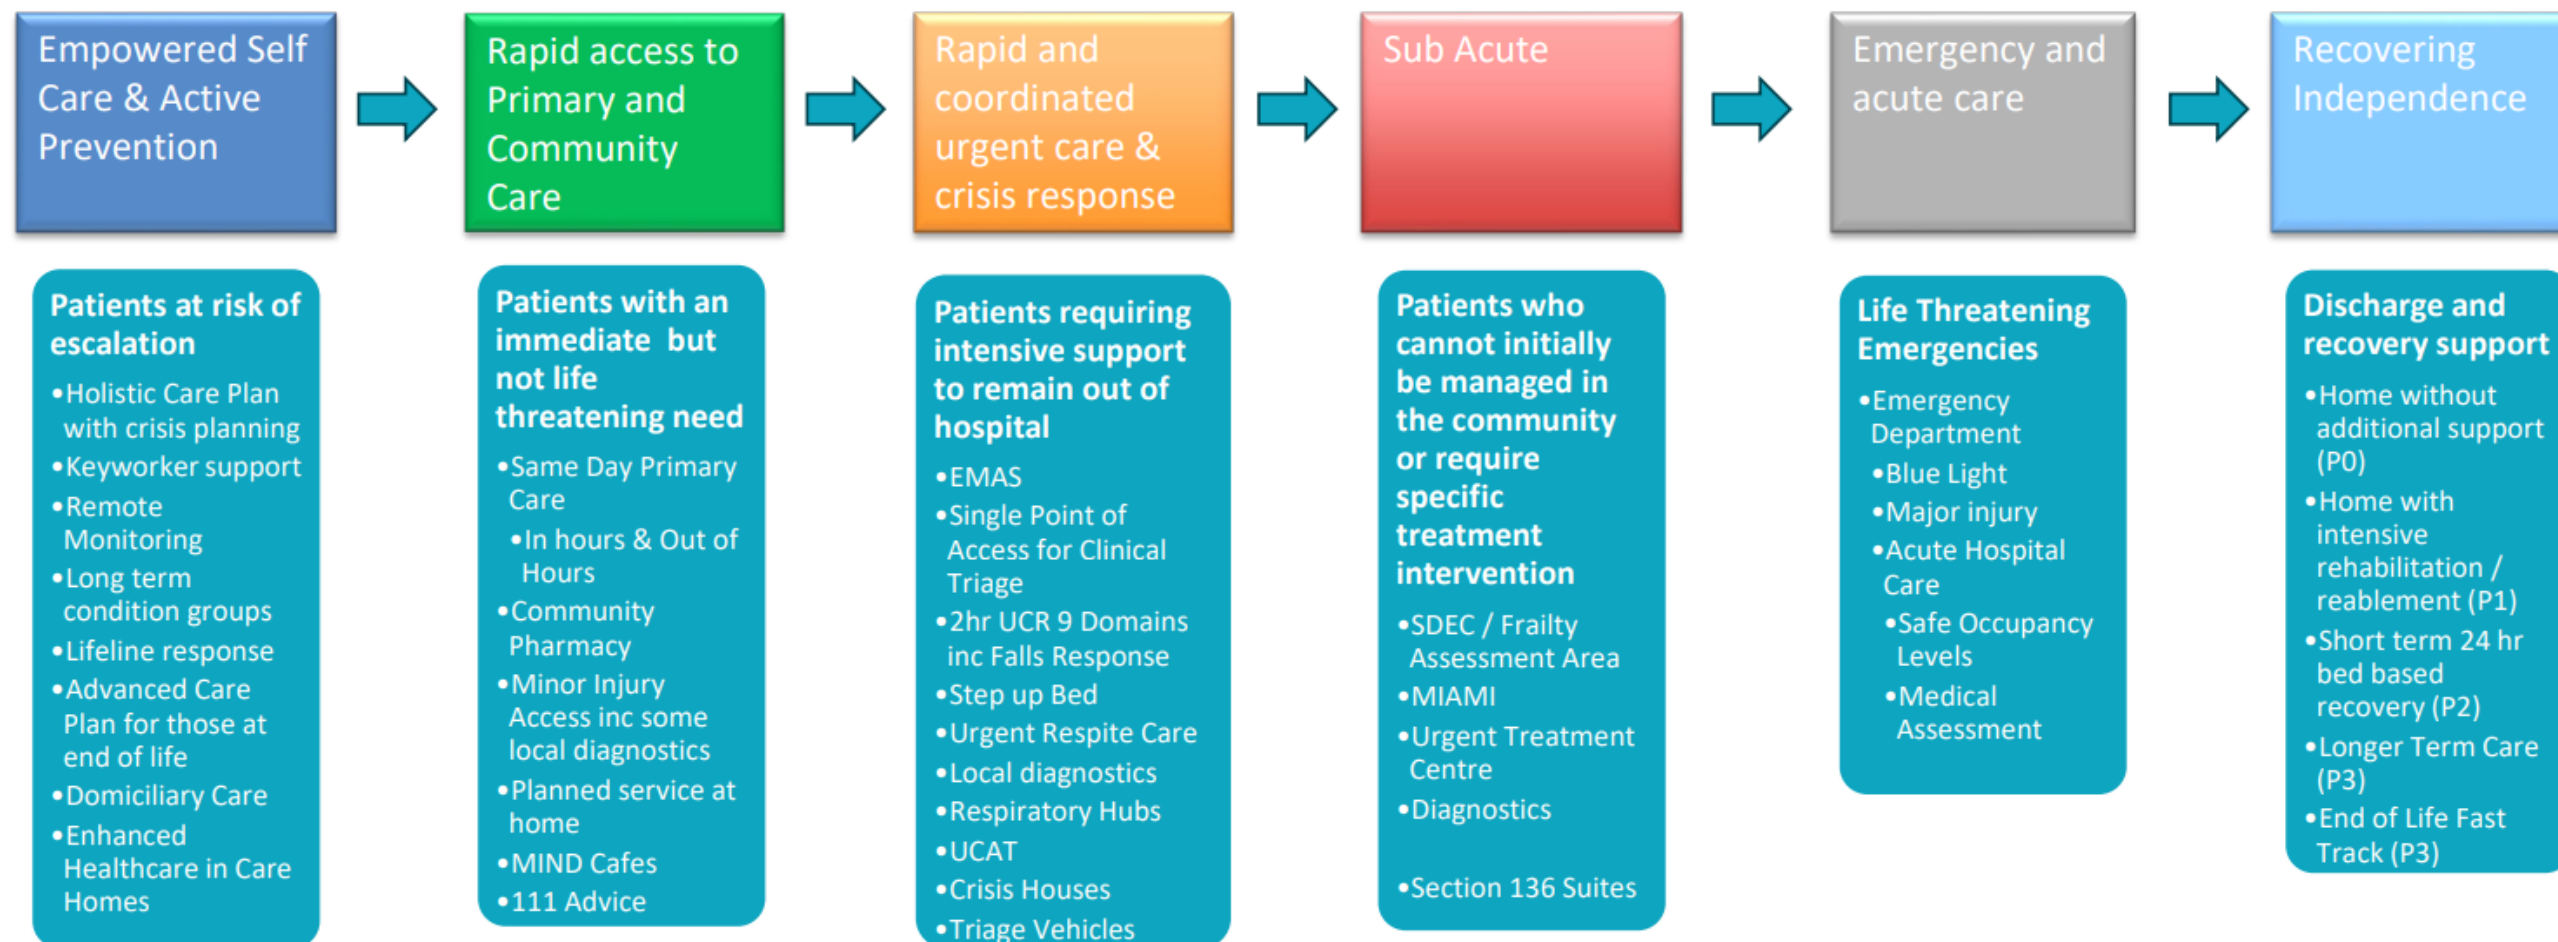 Empowered Self
Care & Active
Prevention
Rapid access to
Primary and
Community
Care
Rapid and
coordinated
urgent care &
crisis response
Sub Acute
Emergency and
acute care
Recovering
Independence
Patients at risk of
escalation
•Holistic Care Plan
with crisis planning
•Keyworker support
•Remote
Monitoring
•Long term
condition groups
•Lifeline response
•Advanced Care
Plan for those at
end of life
•Domiciliary Care
•Enhanced
Healthcare in Care
Homes
Patients with an
immediate but
not life
threatening need
•Same Day Primary
Care
•In hours & Out of
Hours
•Community
Pharmacy
•Minor Injury
Access inc some
local diagnostics
•Planned service at
home
•MIND Cafes
•111 Advice
Patients requiring
intensive support
to remain out of
hospital
•EMAS
•Single Point of
Access for Clinical
Triage
•2hr UCR 9 Domains
inc Falls Response
•Step up Bed
•Urgent Respite Care
•Local diagnostics
•Respiratory Hubs
•UCAT
•Crisis Houses
•Triage Vehicles
Patients who
cannot initially
be managed in
the community
or require
specific
treatment
intervention
•SDEC / Frailty
Assessment Area
•MIAMI
•Urgent Treatment
Centre
•Diagnostics
•Section 136 Suites
Life Threatening
Emergencies
•Emergency
Department
•Blue Light
•Major injury
•Acute Hospital
Care
•Safe Occupancy
Levels
•Medical
Assessment
Discharge and
recovery support
•Home without
additional support
(P0)
•Home with
intensive
rehabilitation /
reablement (P1)
•Short term 24 hr
bed based
recovery (P2)
•Longer Term Care
(P3)
•End of Life Fast
Track (P3)